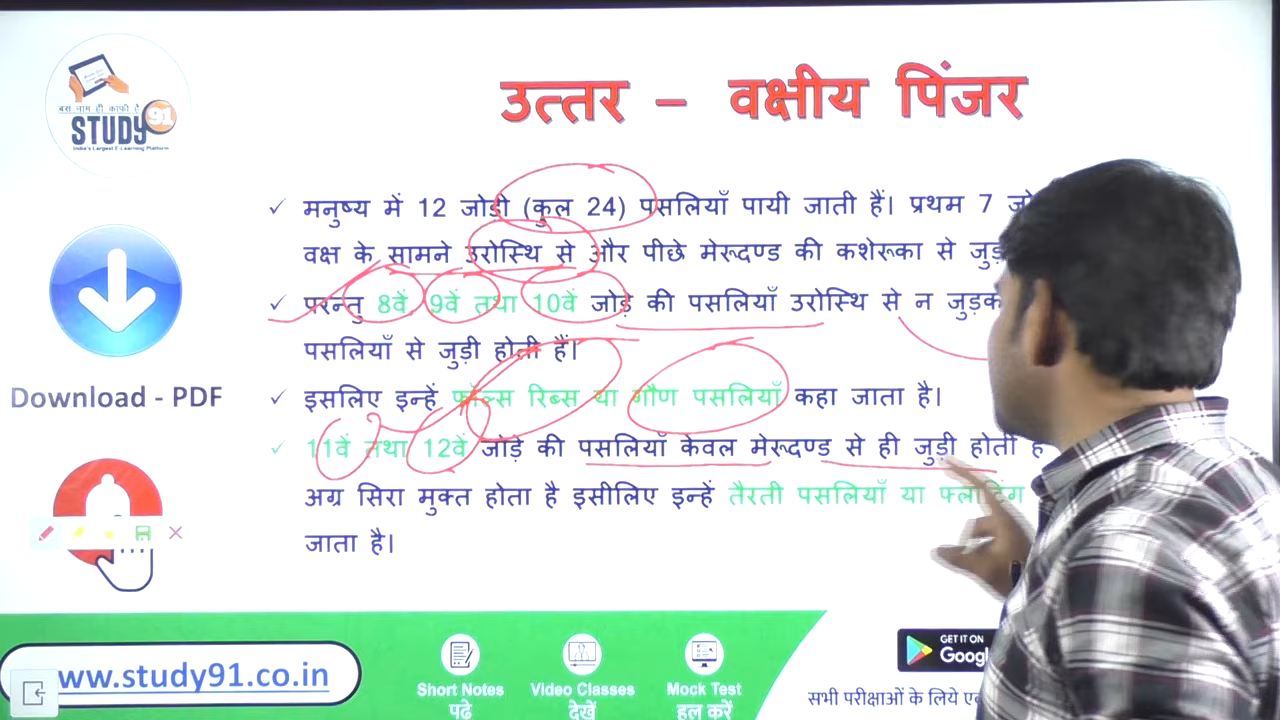 बस नाम ही काफी है
STUDY 91
India's Largest E-Learning Platform
उत्तर – वक्षीय पिंजर
मनुष्य में 12 जोड़ी (कुल 24) पसलियाँ पायी जाती हैं। प्रथम 7
वक्ष के सामने उरोस्थि से और पीछे मेरूदण्ड की कशेरूका से
परन्तु 8वें, 9वें तथा 10वें जोड़े की पसलियाँ उरोस्थि से न
पसलियाँ से जुड़ी होती हैं।
इसलिए इन्हें फॉल्स रिब्स या गौण पसलियाँ कहा जाता है।
11वें तथा 12वें जोड़े की पसलियाँ केवल मेरूदण्ड से ही जुड़ी होती
अग्र सिरा मुक्त होता है इसीलिए इन्हें तैरती पसलियाँ या फ्लोटिंग
जाता है।
Download - PDF
www.study91.co.in
Short Notes
पढ़े
Video Classes
देखें
Mock Test
हल करें
GET IT ON
सभी परीक्षाओं के लिये